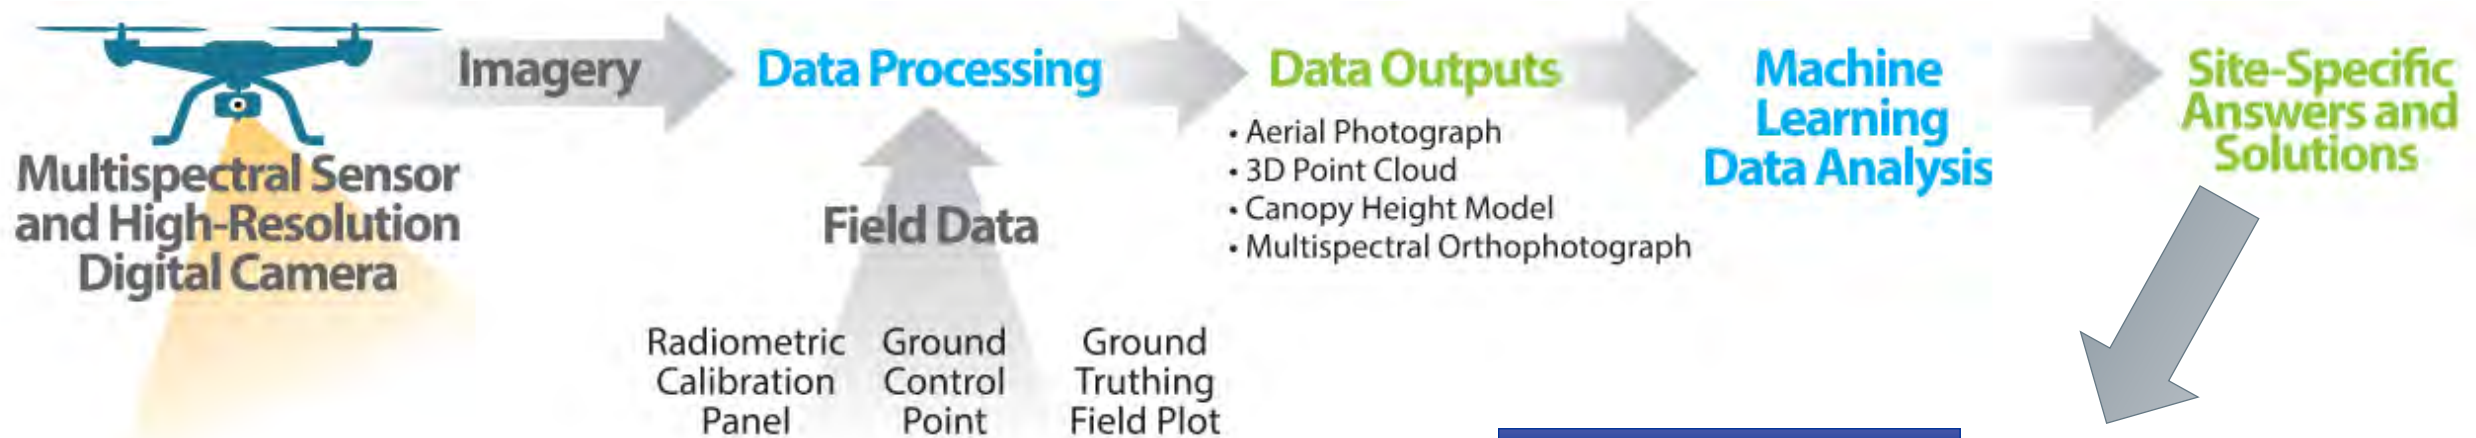 Multispectral Sensor
and High-Resolution
Digital Camera
Imagery
Data Processing
Field Data
Radiometric
Calibration
Panel
Ground
Control
Point
Ground
Truthing
Field Plot
Data Outputs
• Aerial Photograph
• 3D Point Cloud
• Canopy Height Model
• Multispectral Orthophotograph
Machine
Learning
Data Analysis
Site-Specific
Answers and
Solutions